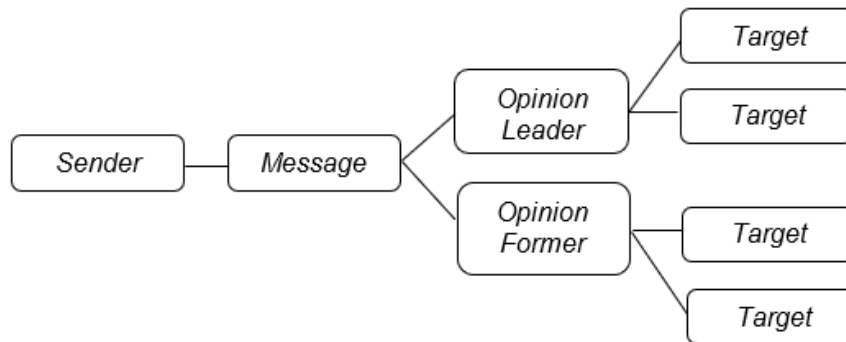 Sender
Message
Opinion
Leader
Opinion
Former
Target
Target
Target
Target